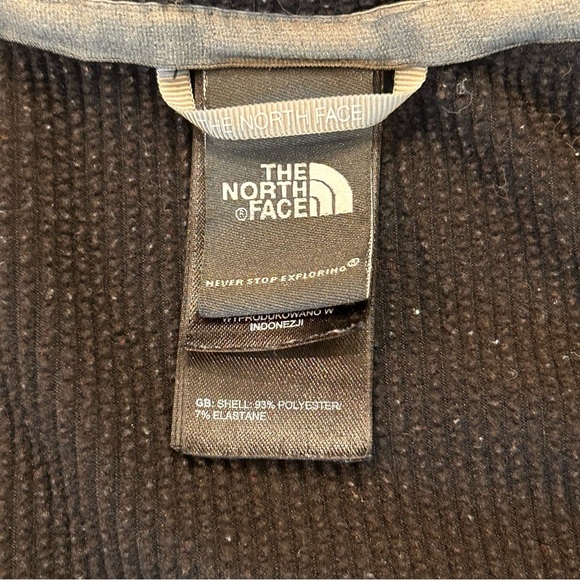 THE NORTH FACE
THE
NORTH
® FACE
NEVER STOP EXPLORING
WYPRODUKOWANO W
INDONEZJI
GB: SHELL: 93% POLYESTER/
7% ELASTANE